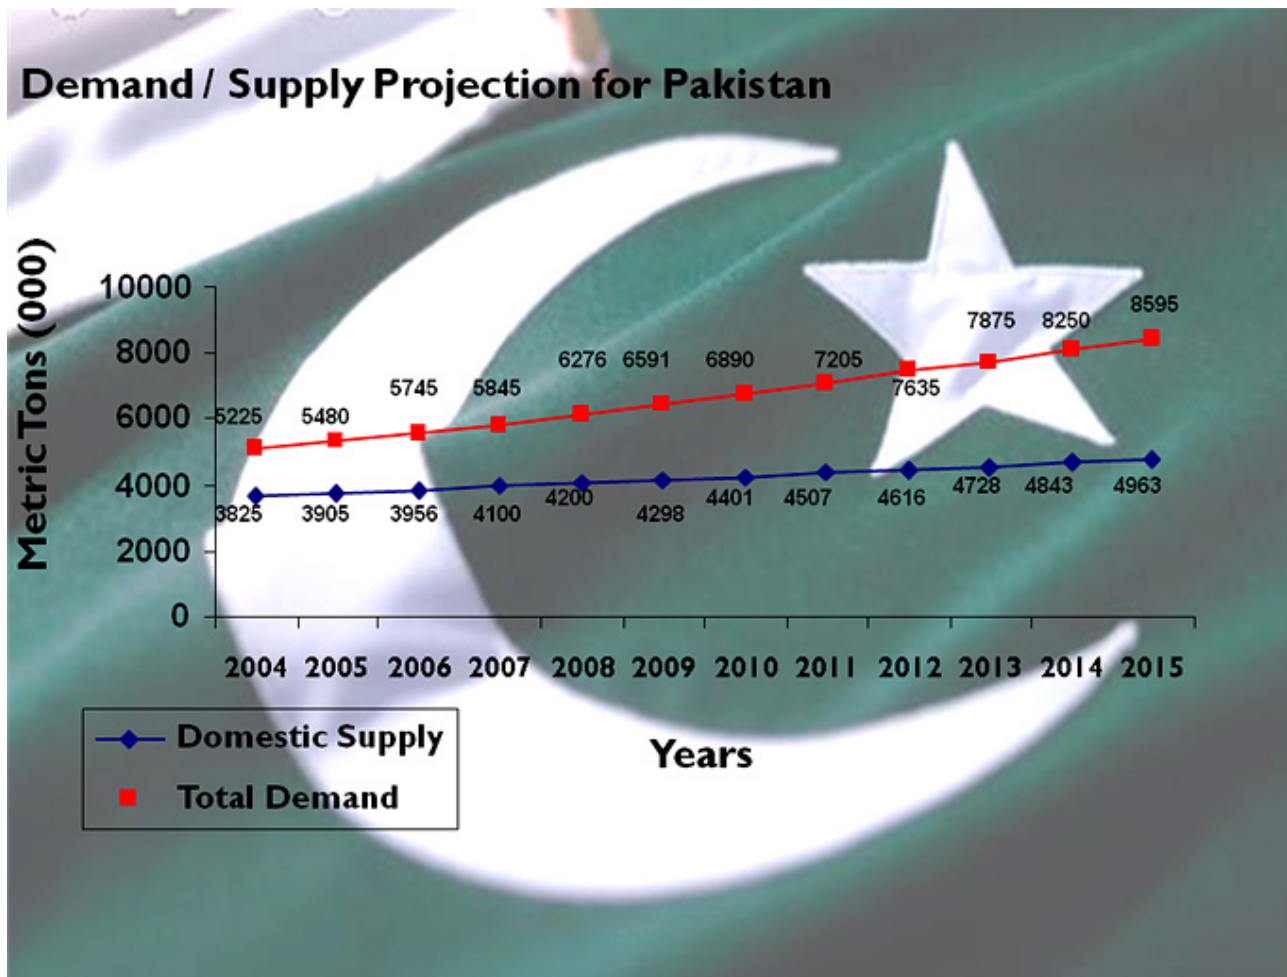 Demand / Supply Projection for Pakistan
Metric Tons (000)
10000
8000
6000
4000
2000
0
5225 5480 5745 5845 6276 6591 6890 7205 7635 7875 8250 8595
3825 3905 3956 4100 4200 4298 4401 4507 4616 4728 4843 4963
2004 2005 2006 2007 2008 2009 2010 2011 2012 2013 2014 2015
Years
Domestic Supply
Total Demand